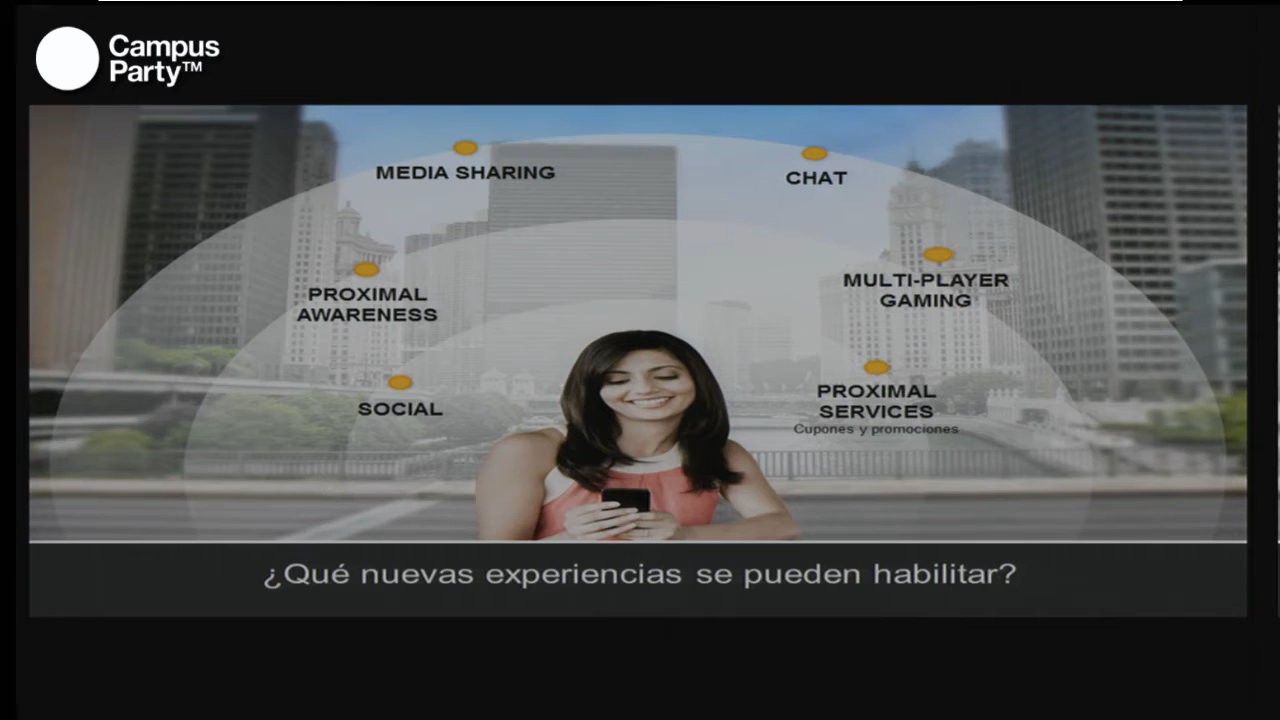 Campus
Party™
MEDIA SHARING
CHAT
PROXIMAL
AWARENESS
MULTI-PLAYER
GAMING
SOCIAL
PROXIMAL
SERVICES
Cupones y promociones
¿Qué nuevas experiencias se pueden habilitar?